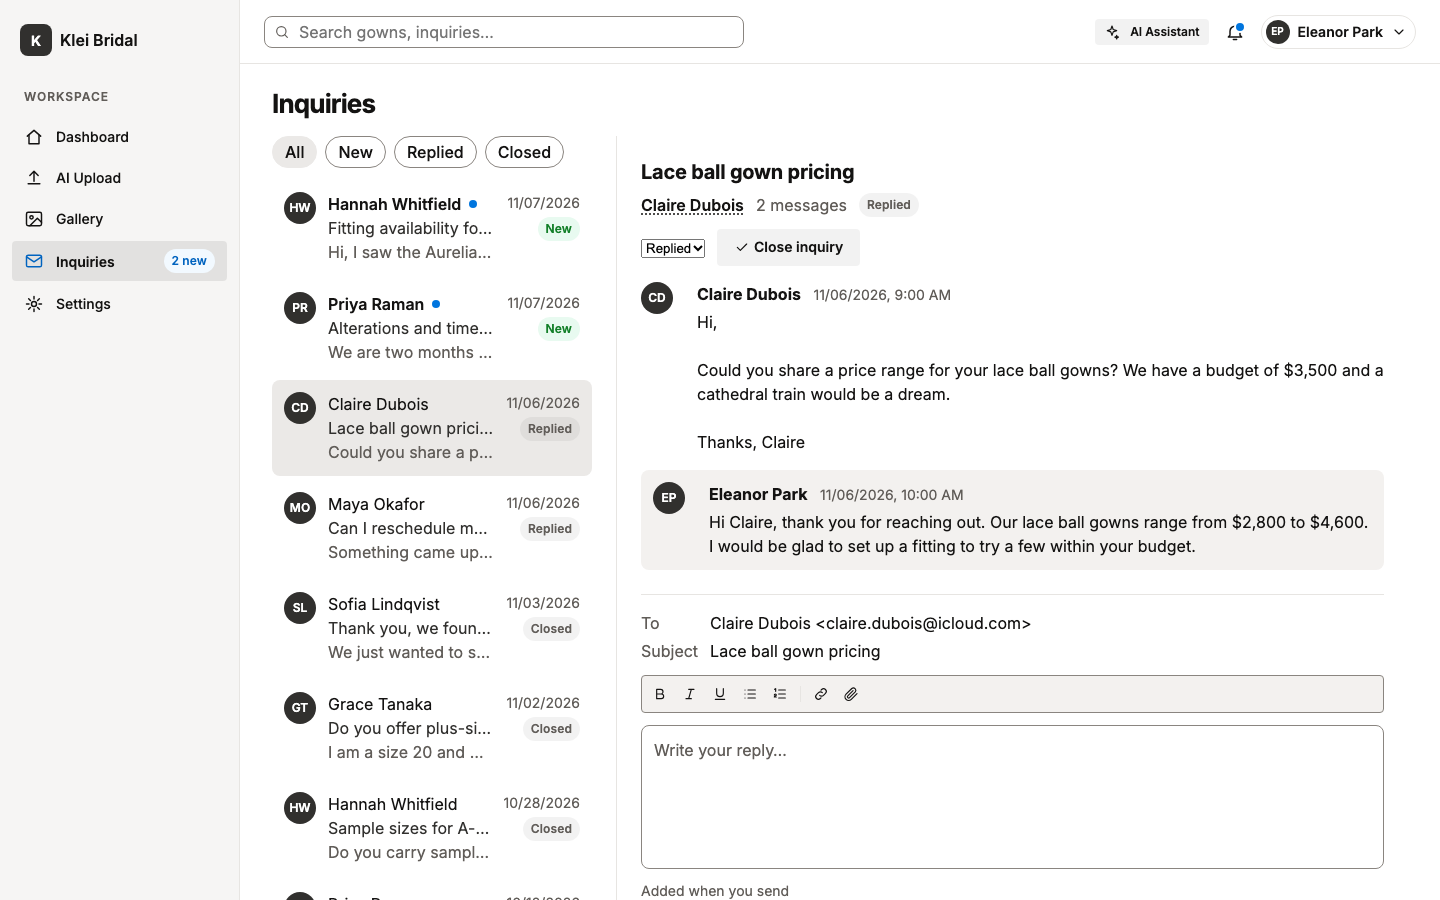 K Klei Bridal
WORKSPACE
Dashboard
AI Upload
Gallery
Inquiries 2 new
Settings
Search gowns, inquiries...
AI Assistant
EP Eleanor Park
Inquiries
All New Replied Closed
HW Hannah Whitfield 11/07/2026
Fitting availability fo... New
Hi, I saw the Aurelia...
PR Priya Raman 11/07/2026
Alterations and time... New
We are two months ...
CD Claire Dubois 11/06/2026
Lace ball gown prici... Replied
Could you share a p...
MO Maya Okafor 11/06/2026
Can I reschedule m... Replied
Something came up...
SL Sofia Lindqvist 11/03/2026
Thank you, we foun... Closed
We just wanted to s...
GT Grace Tanaka 11/02/2026
Do you offer plus-si... Closed
I am a size 20 and ...
HW Hannah Whitfield 10/28/2026
Sample sizes for A-... Closed
Do you carry sampl...
Lace ball gown pricing
Claire Dubois 2 messages Replied
Replied Close inquiry
CD Claire Dubois 11/06/2026, 9:00 AM
Hi,
Could you share a price range for your lace ball gowns? We have a budget of $3,500 and a
cathedral train would be a dream.
Thanks, Claire
EP Eleanor Park 11/06/2026, 10:00 AM
Hi Claire, thank you for reaching out. Our lace ball gowns range from $2,800 to $4,600.
I would be glad to set up a fitting to try a few within your budget.
To Claire Dubois <claire.dubois@icloud.com>
Subject Lace ball gown pricing
B I U
Write your reply...
Added when you send